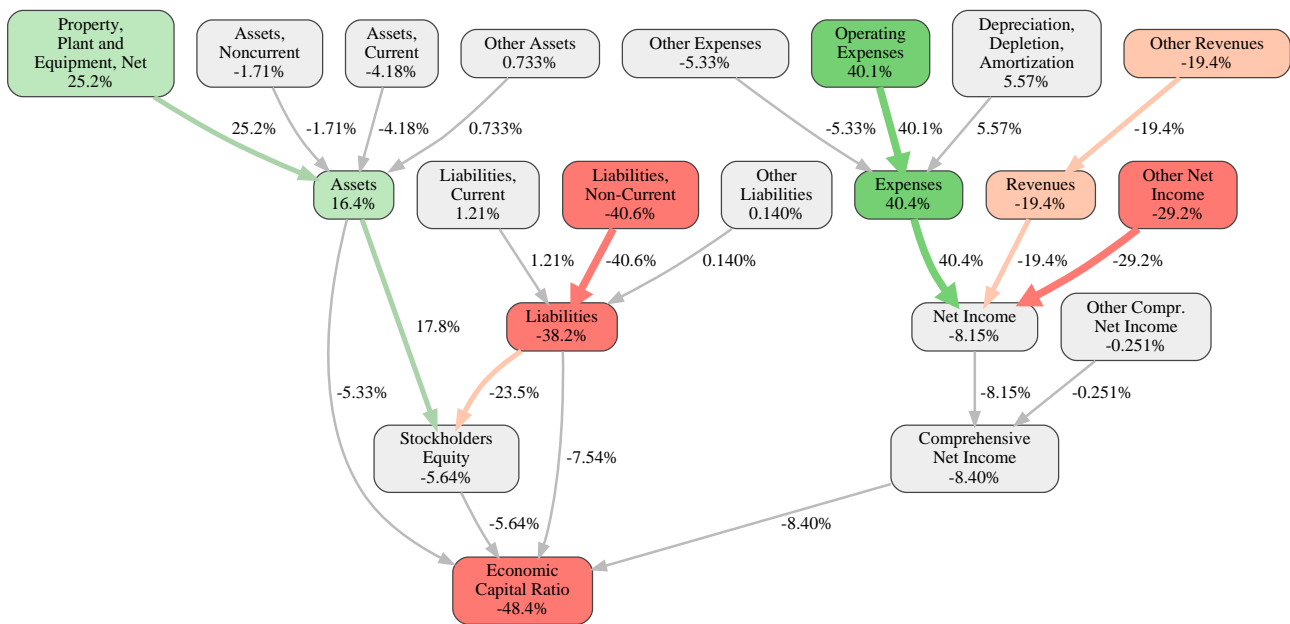 Property,
Plant and
Equipment, Net
25.2%
Assets,
Noncurrent
-1.71%
Assets,
Current
-4.18%
Other Assets
0.733%
Other Expenses
-5.33%
Operating
Expenses
40.1%
Depreciation,
Depletion,
Amortization
5.57%
Other Revenues
-19.4%
25.2%
-1.71%
-4.18%
0.733%
-5.33%
40.1%
5.57%
-19.4%
Assets
16.4%
Liabilities,
Current
1.21%
Liabilities,
Non-Current
-40.6%
Other
Liabilities
0.140%
Expenses
40.4%
Revenues
-19.4%
Other Net
Income
-29.2%
1.21%
-40.6%
0.140%
40.4%
-19.4%
-29.2%
17.8%
Liabilities
-38.2%
Net Income
-8.15%
Other Compr.
Net Income
-0.251%
-5.33%
-23.5%
-8.15%
-0.251%
Stockholders
Equity
-5.64%
-7.54%
Comprehensive
Net Income
-8.40%
-5.64%
-8.40%
Economic
Capital Ratio
-48.4%